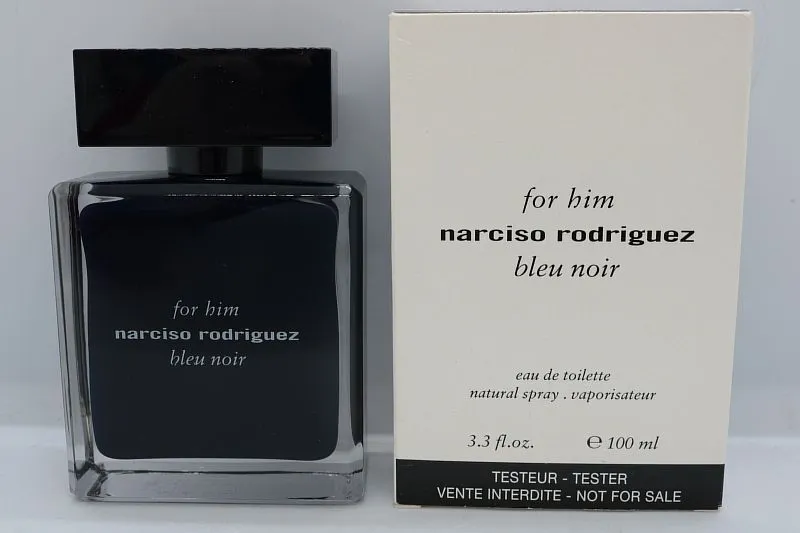 for him
narciso rodriguez
bleu noir
for him
narciso rodriguez
bleu noir
eau de toilette
natural spray . vaporisateur
3.3 fl.oz. ℮ 100 ml
TESTEUR - TESTER
VENTE INTERDITE - NOT FOR SALE